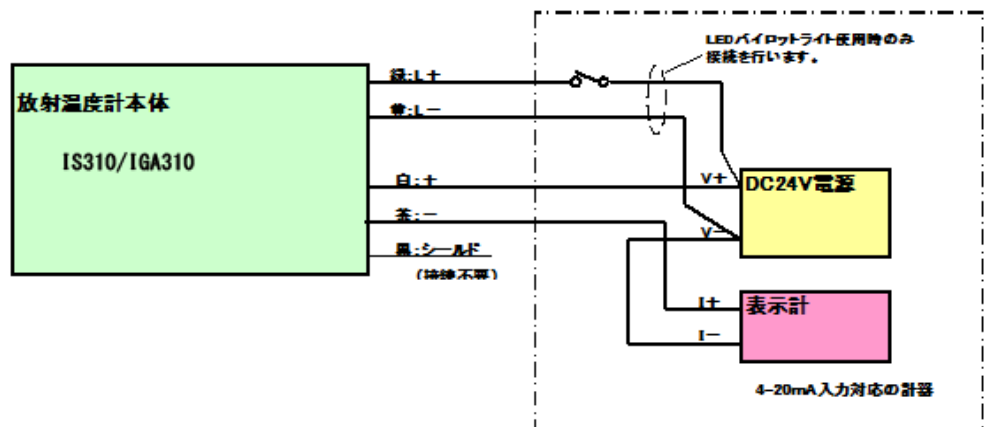 LEDパイロットライト使用時のみ
接続を行います。
緑:L+
放射温度計本体
黄:L-
IS310/IGA310
白:+
V+
DC24V電源
茶:-
V-
黒:シールド
(接続不要)
I+
表示計
I-
4-20mA入力対応の計器